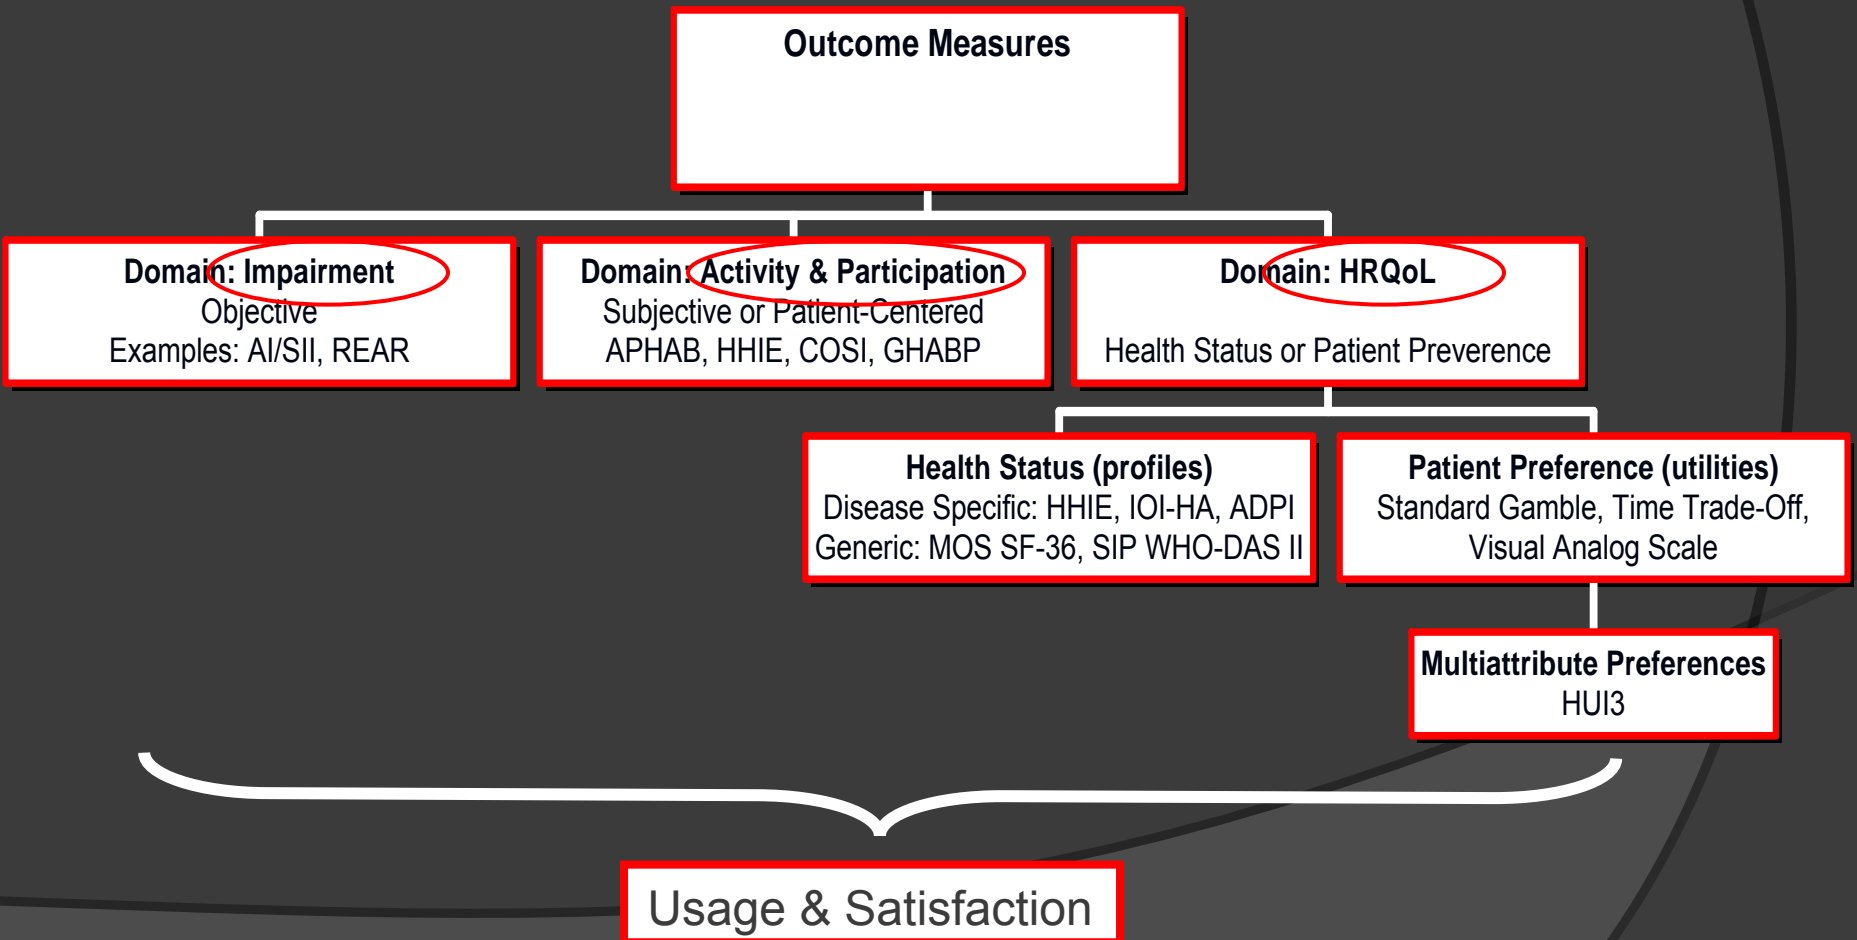 Outcome Measures
Domain: Impairment
Objective
Examples: AI/SII, REAR
Domain: Activity & Participation
Subjective or Patient-Centered
APHAB, HHIE, COSI, GHABP
Domain: HRQoL
Health Status or Patient Preverence
Health Status (profiles)
Disease Specific: HHIE, IOI-HA, ADPI
Generic: MOS SF-36, SIP WHO-DAS II
Patient Preference (utilities)
Standard Gamble, Time Trade-Off,
Visual Analog Scale
Multiattribute Preferences
HUI3
Usage & Satisfaction